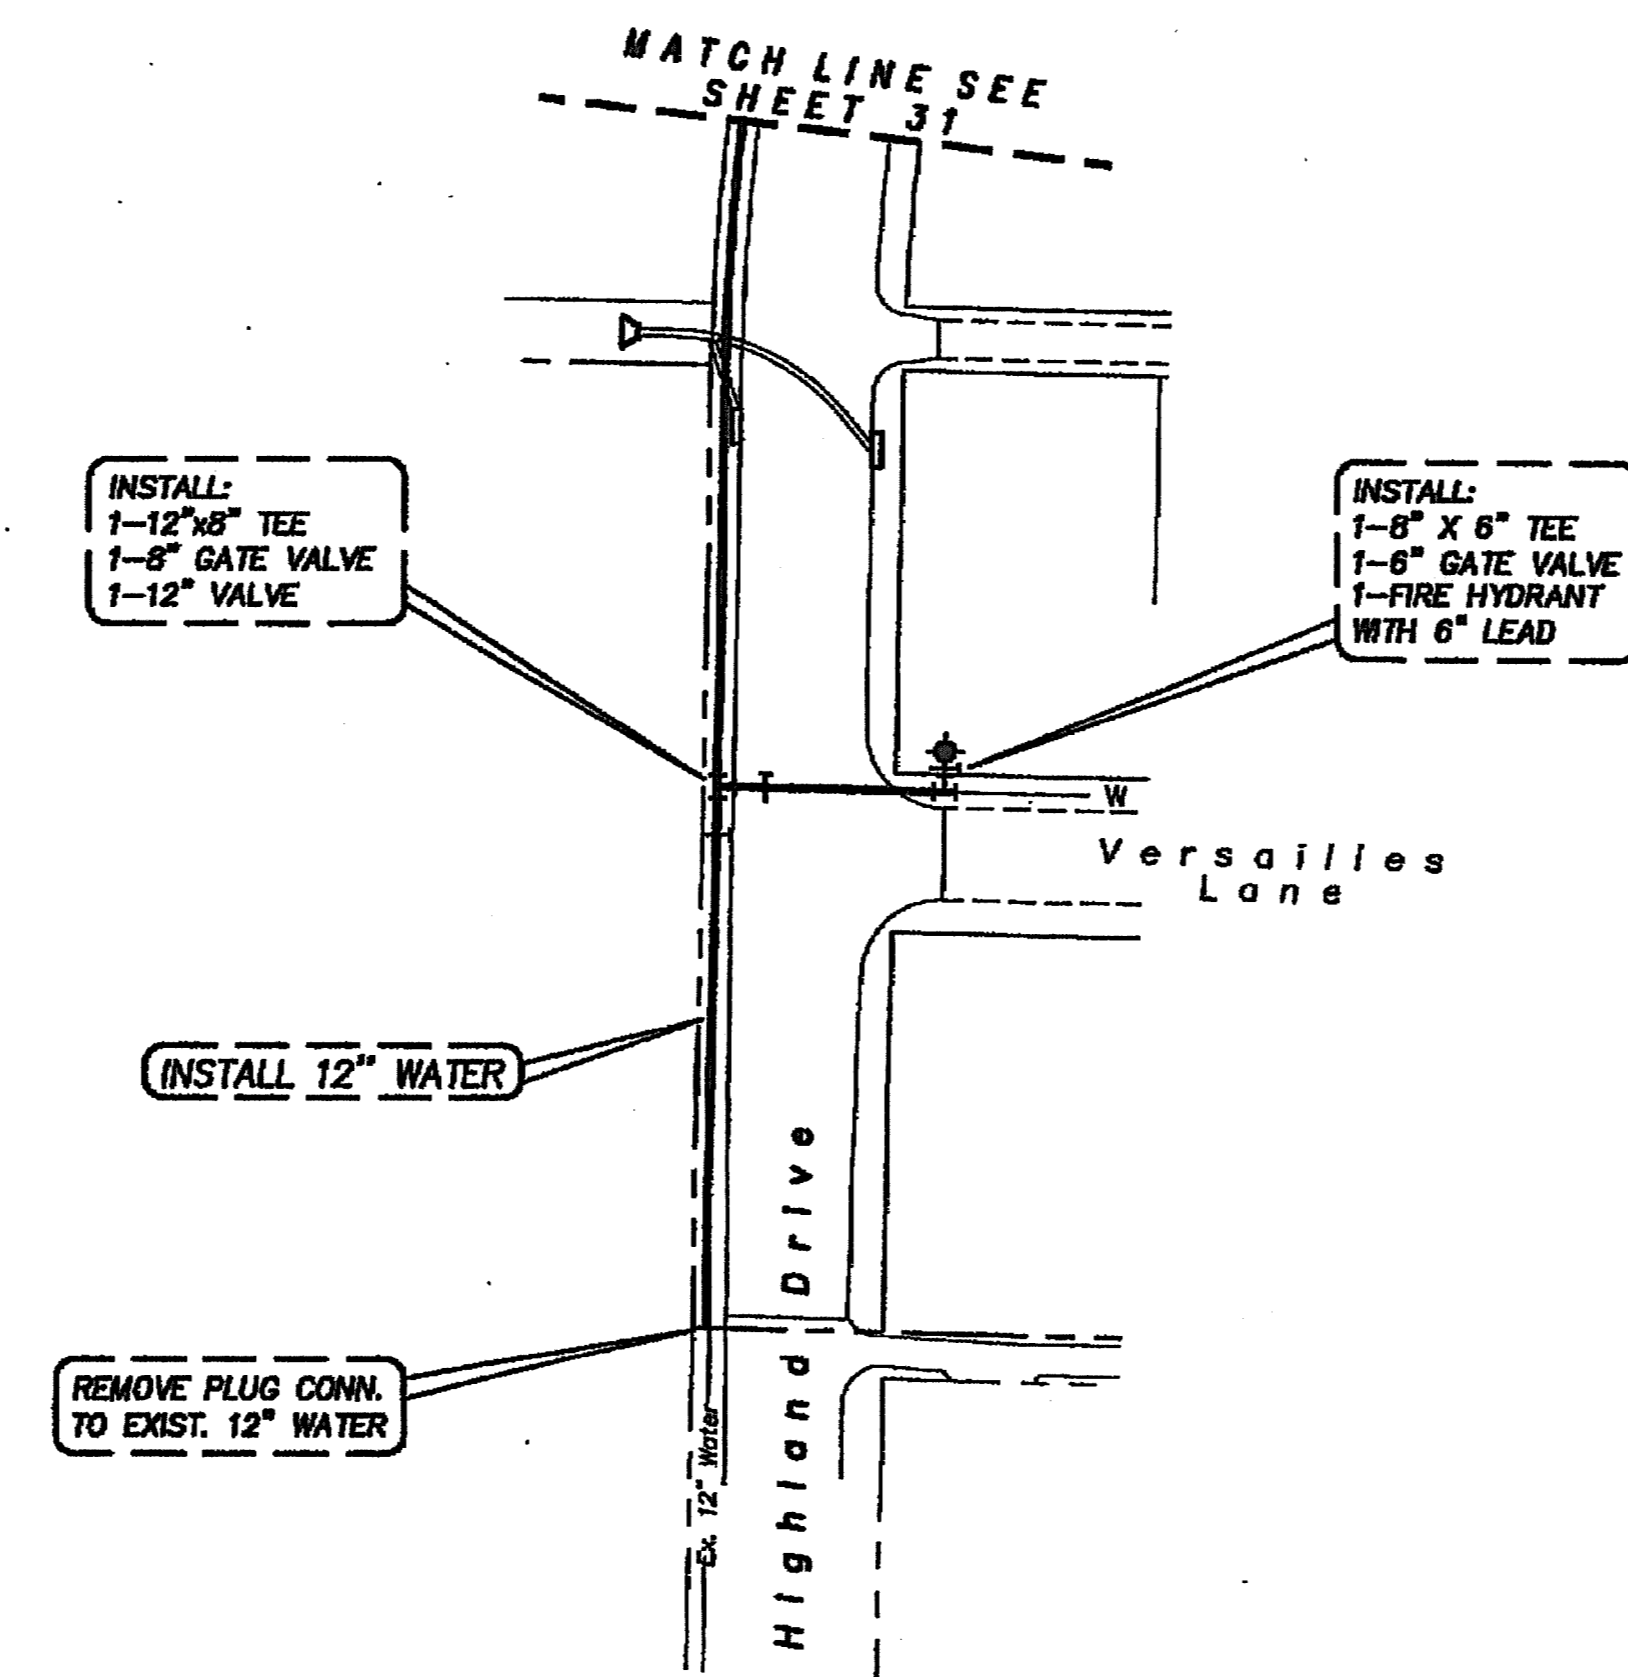 MATCH LINE SEE
SHEET 31
INSTALL:
1-12"x8" TEE
1-8" GATE VALVE
1-12" VALVE
INSTALL:
1-8" X 6" TEE
1-6" GATE VALVE
1-FIRE HYDRANT
WITH 6" LEAD
W
Versailles
Lane
INSTALL 12" WATER
REMOVE PLUG CONN.
TO EXIST. 12" WATER
Ex. 12" Water
Highland Drive